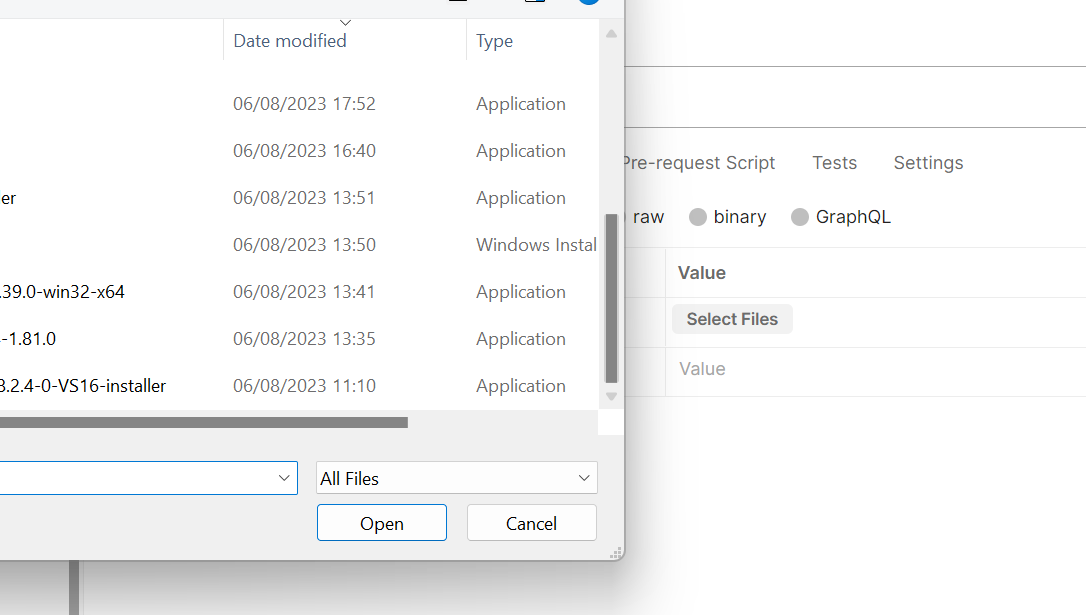 Date modified Type
06/08/2023 17:52 Application
06/08/2023 16:40 Application
er 06/08/2023 13:51 Application
06/08/2023 13:50 Windows Instal
.39.0-win32-x64 06/08/2023 13:41 Application
-1.81.0 06/08/2023 13:35 Application
8.2.4-0-VS16-installer 06/08/2023 11:10 Application
All Files
Open Cancel
Pre-request Script Tests Settings
raw binary GraphQL
Value
Select Files
Value